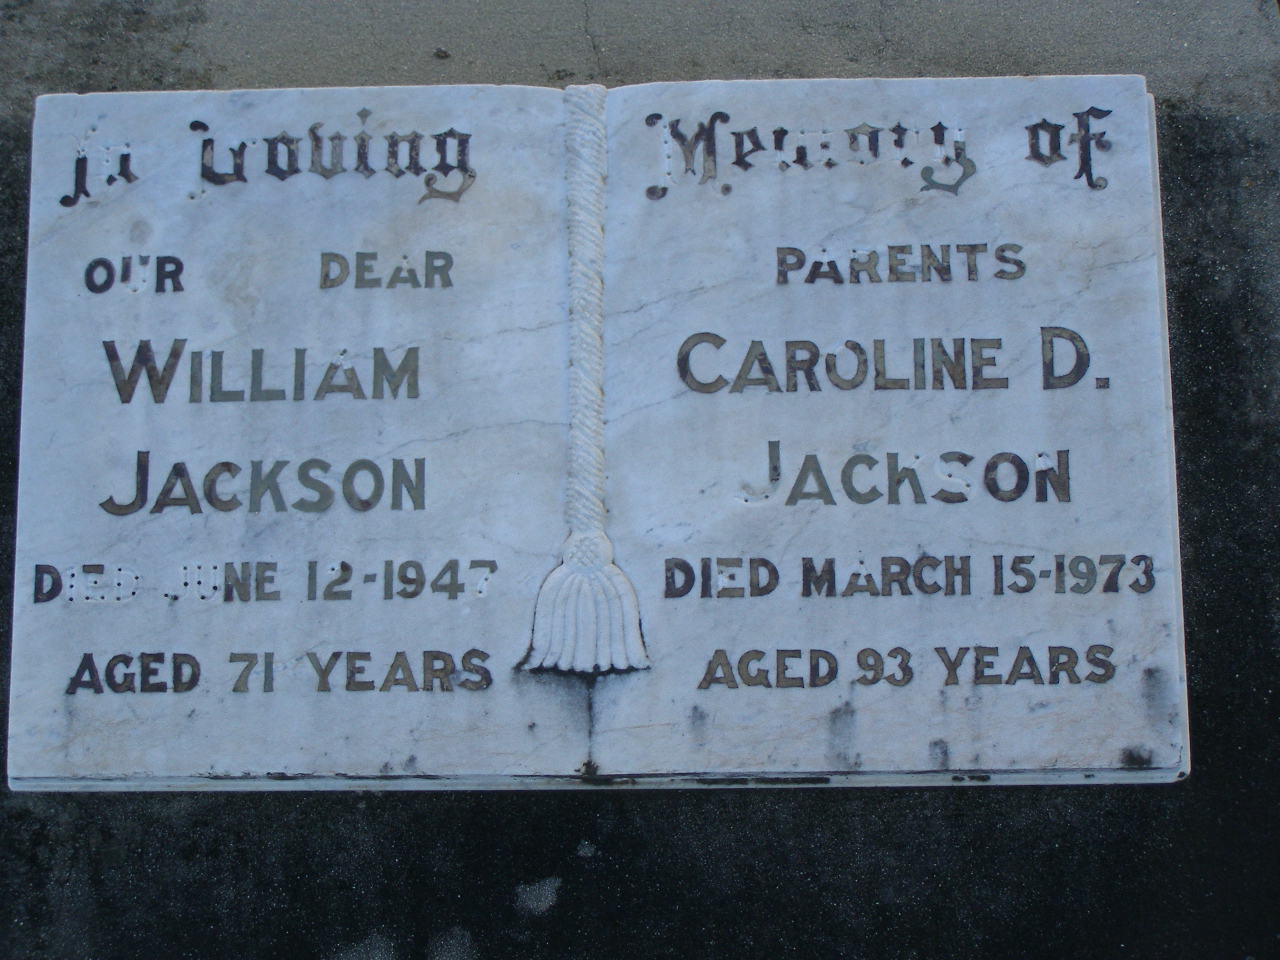 In Loving Memory of
OUR DEAR PARENTS
WILLIAM
JACKSON
DIED JUNE 12-1947
AGED 71 YEARS
CAROLINE D.
JACKSON
DIED MARCH 15-1973
AGED 93 YEARS